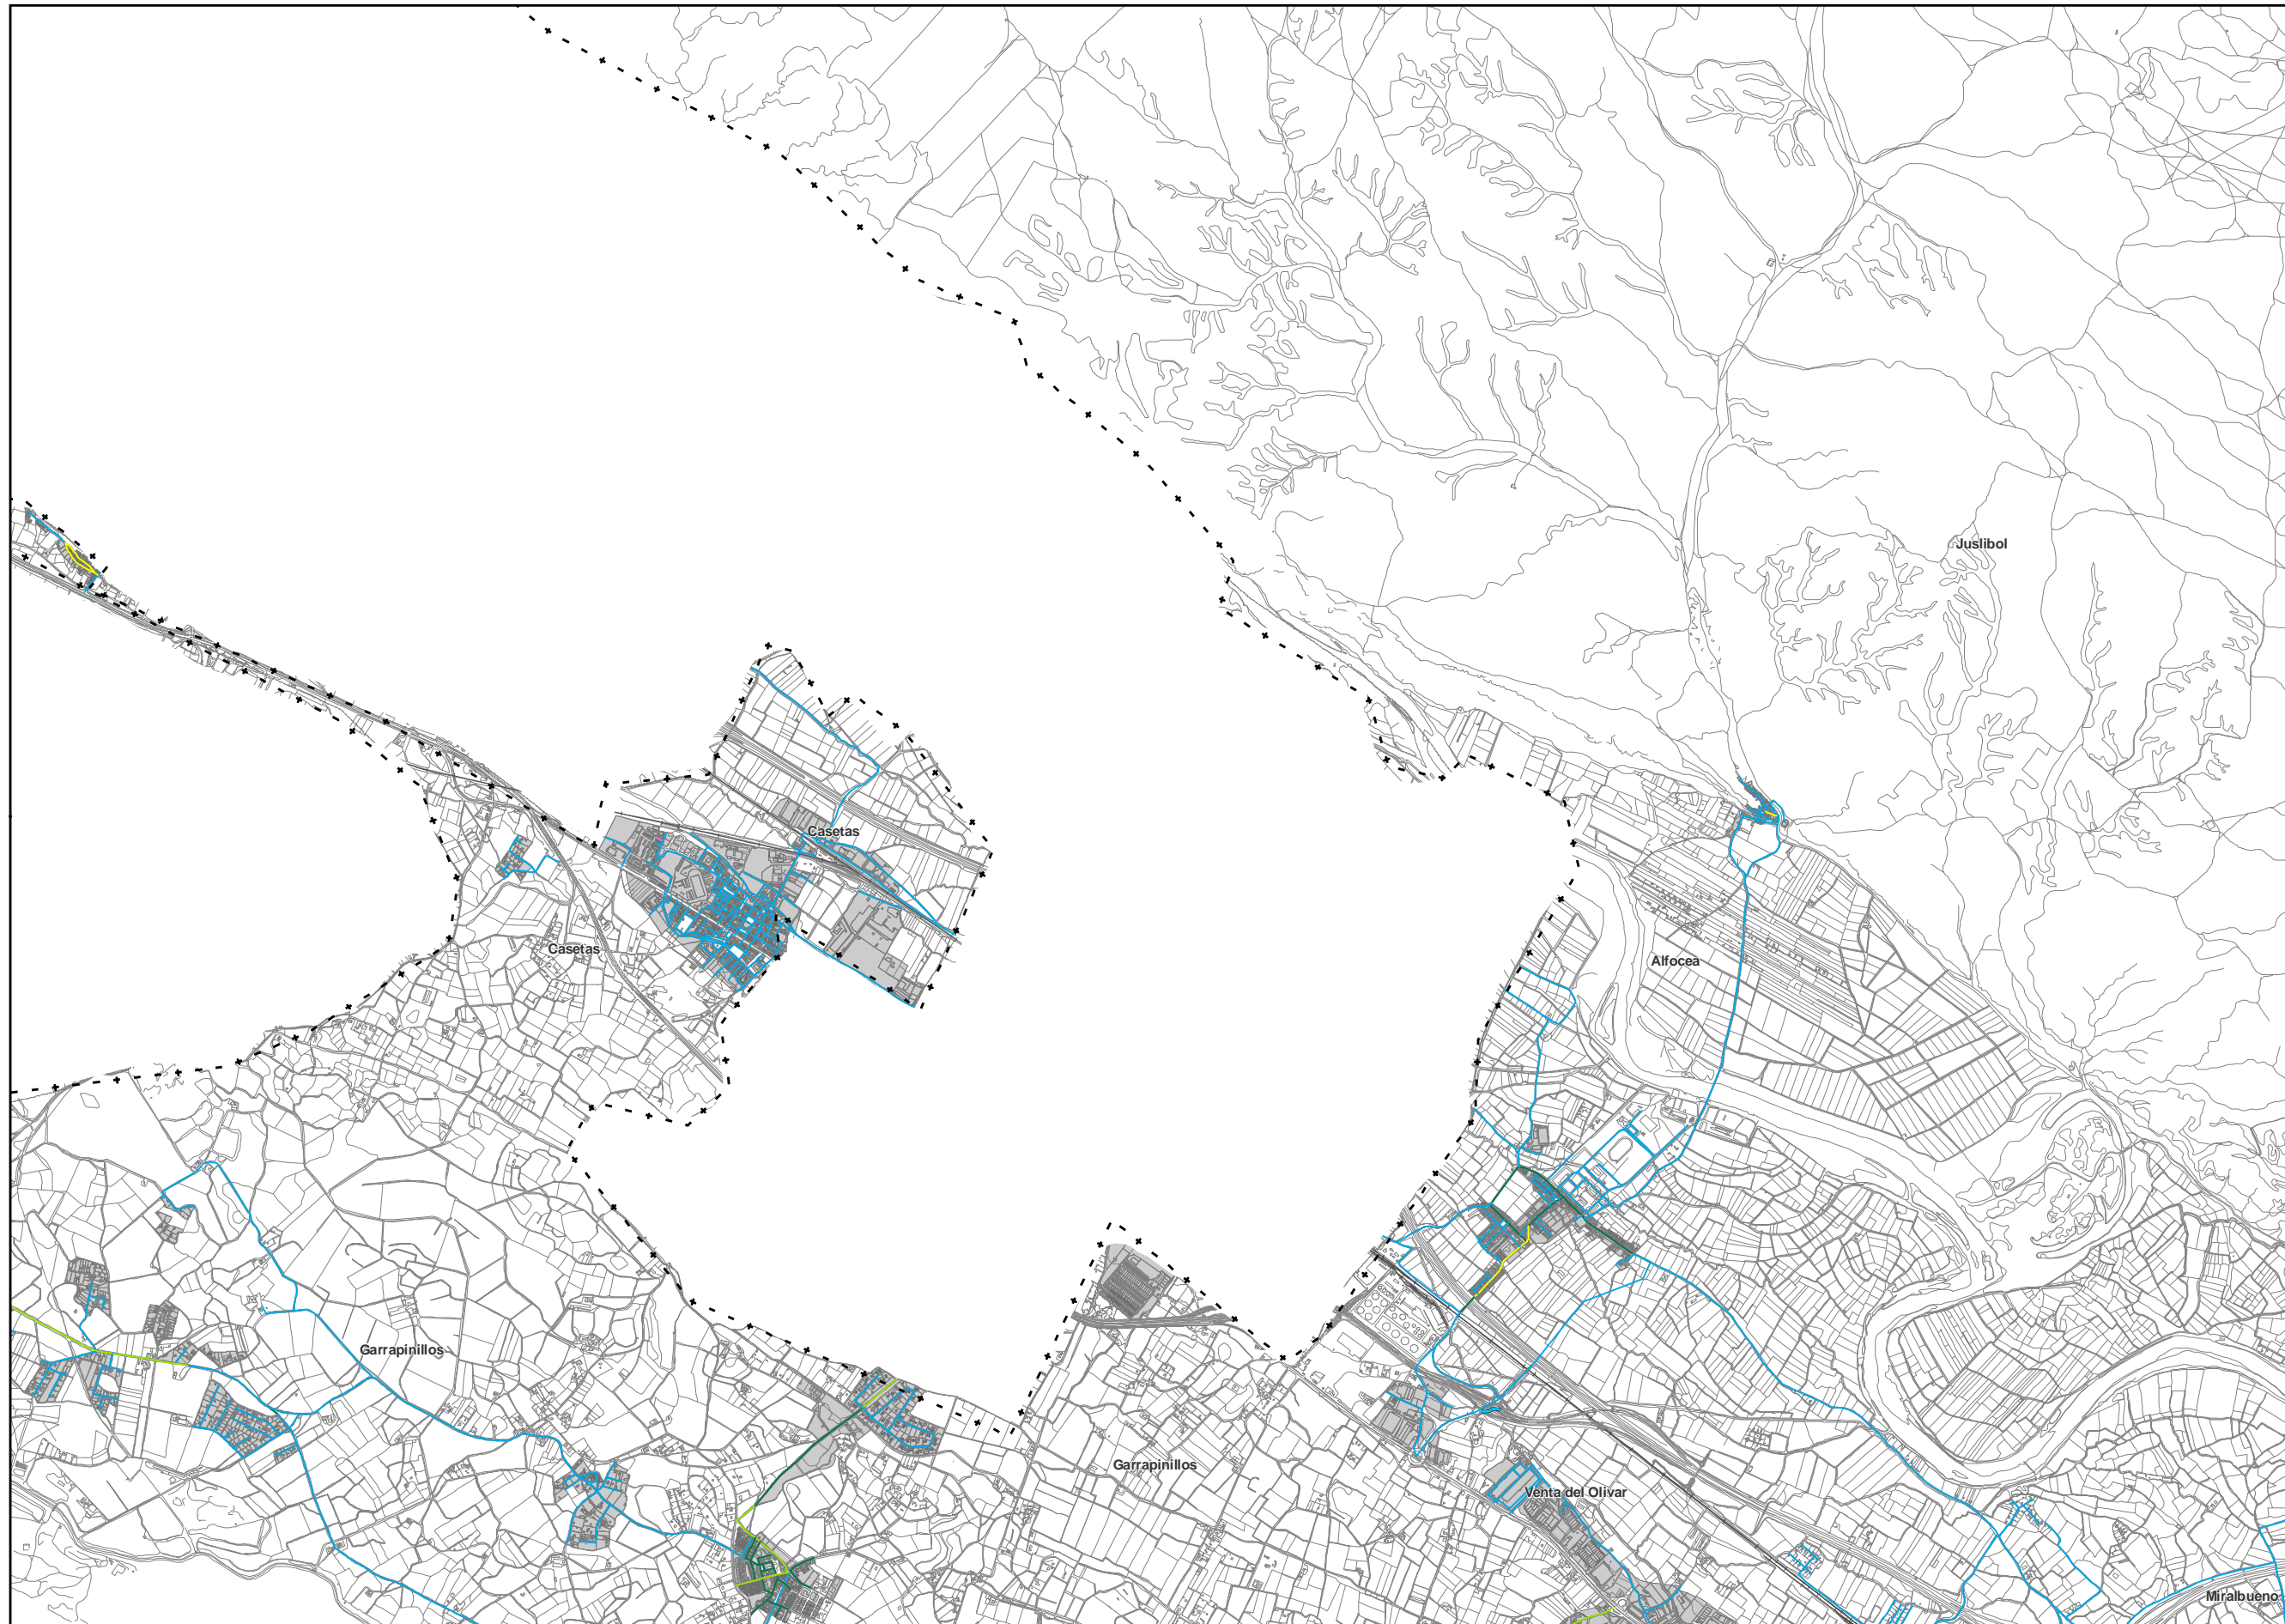 Juslibol
Casetas
Casetas
Alfocea
Garrapinillos
Garrapinillos
Venta del Olivar
Miralbueno